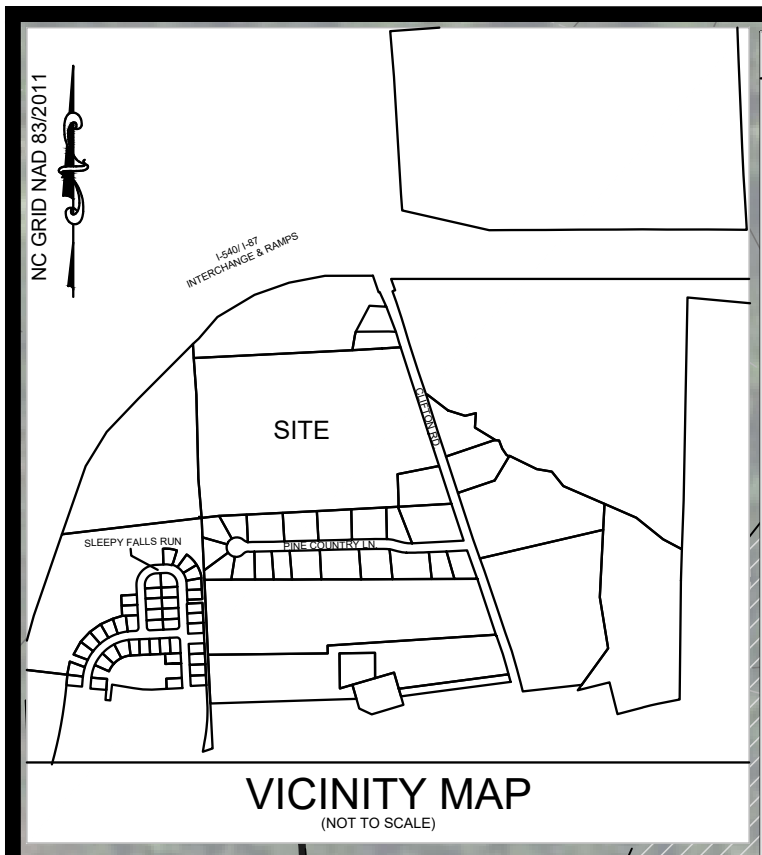 NC GRID NAD 83/2011
I-540/ I-87
INTERCHANGE & RAMPS
SITE
CLIFTON RD
SLEEPY FALLS RUN
PINE COUNTRY LN
VICINITY MAP
(NOT TO SCALE)